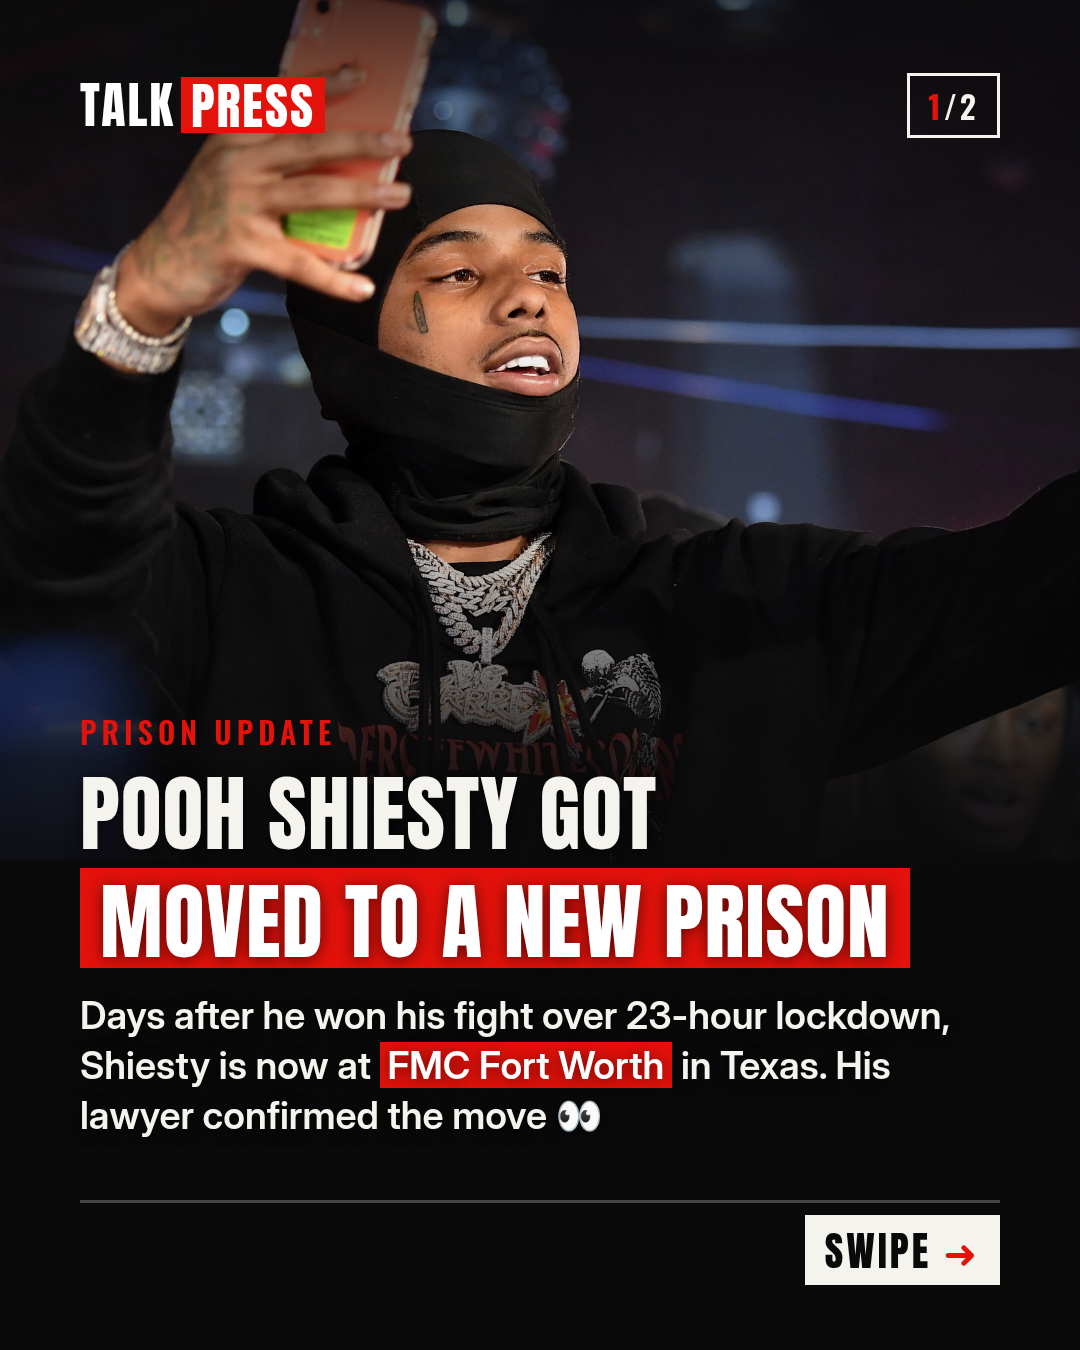 TALK PRESS
1/2
PRISON UPDATE
POOH SHIESTY GOT
MOVED TO A NEW PRISON
Days after he won his fight over 23-hour lockdown,
Shiesty is now at FMC Fort Worth in Texas. His
lawyer confirmed the move 👀
SWIPE →